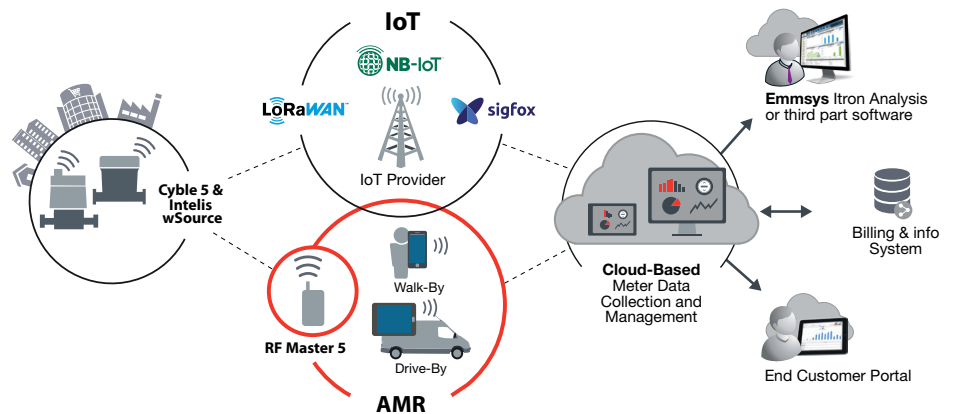 IoT
NB-IoT
LoRaWAN™
sigfox
IoT Provider
Cyble 5 &
Intelis
wSource
Walk-By
RF Master 5
Drive-By
AMR
Cloud-Based
Meter Data
Collection and
Management
Emmsys Itron Analysis
or third part software
Billing & info
System
End Customer Portal